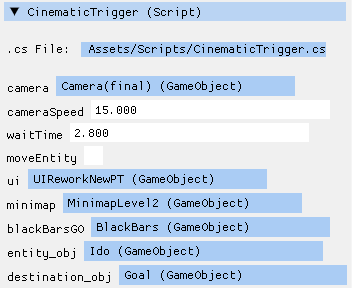 ▼ CinematicTrigger (Script)
.cs File: Assets/Scripts/CinematicTrigger.cs
camera Camera(final) (GameObject)
cameraSpeed 15.000
waitTime 2.800
moveEntity
ui UIReworkNewPT (GameObject)
minimap MinimapLevel2 (GameObject)
blackBarsGO BlackBars (GameObject)
entity_obj Ido (GameObject)
destination_obj Goal (GameObject)